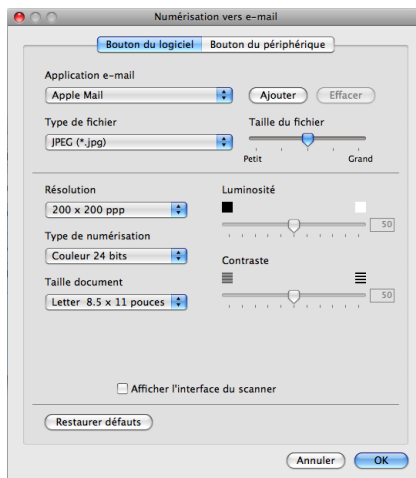 Numérisation vers e-mail
Bouton du logiciel Bouton du périphérique
Application e-mail
Apple Mail Ajouter Effacer
Type de fichier Taille du fichier
JPEG (*.jpg)
Petit Grand
Résolution Luminosité
200 x 200 ppp
50
Type de numérisation
Couleur 24 bits
Contraste
Taille document
Letter 8.5 x 11 pouces 50
Afficher l'interface du scanner
Restaurer défauts
Annuler OK